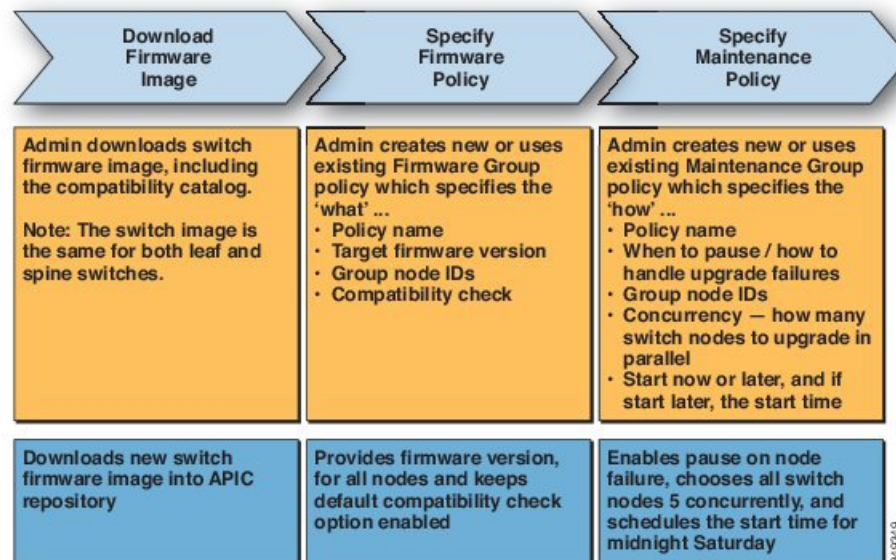 Download
Firmware
Image
Specify
Firmware
Policy
Specify
Maintenance
Policy
Admin downloads switch
firmware image, including
the compatibility catalog.
Note: The switch image is
the same for both leaf and
spine switches.
Admin creates new or uses
existing Firmware Group
policy which specifies the
‘what’ ...
• Policy name
• Target firmware version
• Group node IDs
• Compatibility check
Admin creates new or uses
existing Maintenance Group
policy which specifies the
‘how’ ...
• Policy name
• When to pause / how to
handle upgrade failures
• Group node IDs
• Concurrency — how many
switch nodes to upgrade in
parallel
• Start now or later, and if
start later, the start time
Downloads new switch
firmware image into APIC
repository
Provides firmware version,
for all nodes and keeps
default compatibility check
option enabled
Enables pause on node
failure, chooses all switch
nodes 5 concurrently, and
schedules the start time for
midnight Saturday